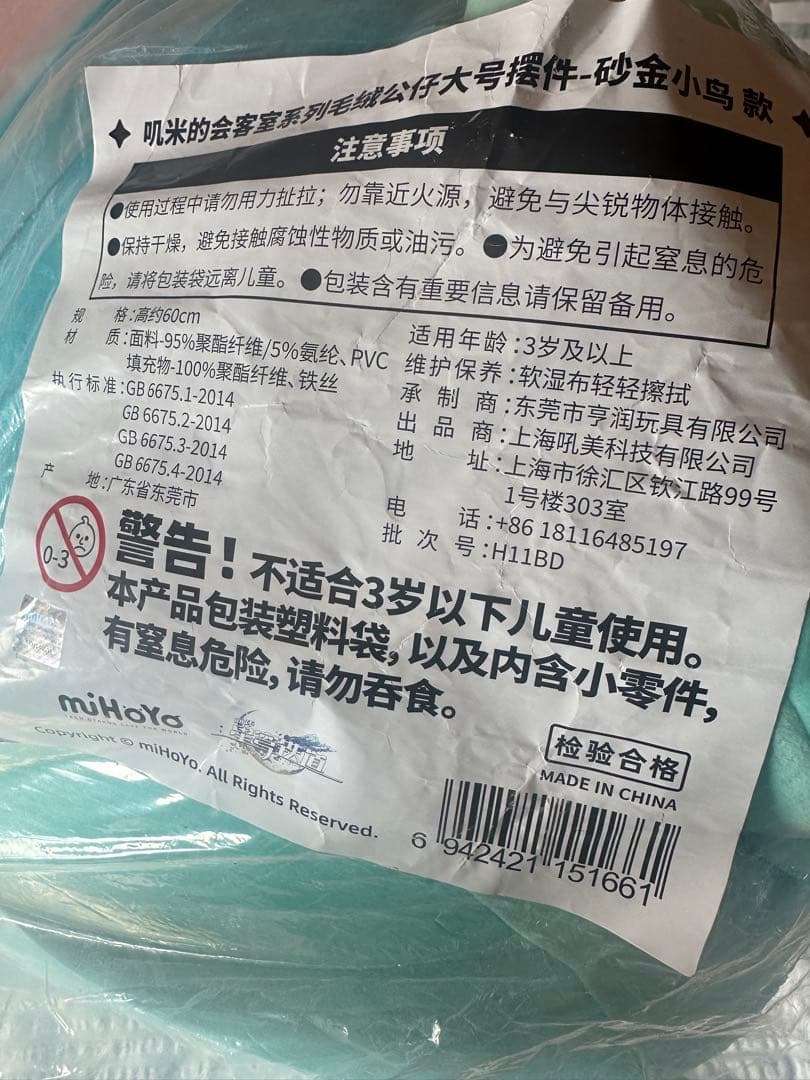 叽米的会客室系列毛绒公仔大号摆件-砂金小鸟 款
注意事项
●使用过程中请勿用力扯拉；勿靠近火源，避免与尖锐物体接触。
●保持干燥，避免接触腐蚀性物质或油污。●为避免引起窒息的危
险，请将包装袋远离儿童。●包装含有重要信息请保留备用。
规 格:高约60cm
材 质:面料-95%聚酯纤维/5%氨纶、PVC
填充物-100%聚酯纤维、铁丝
执行标准:GB 6675.1-2014
GB 6675.2-2014
GB 6675.3-2014
GB 6675.4-2014
产 地:广东省东莞市
适用年龄:3岁及以上
维护保养:软湿布轻轻擦拭
承 制 商:东莞市亨润玩具有限公司
出 品 商:上海吼美科技有限公司
地 址:上海市徐汇区钦江路99号
1号楼303室
电 话:+86 18116485197
批 次 号:H11BD
0-3
警告！不适合3岁以下儿童使用。
本产品包装塑料袋，以及内含小零件，
有窒息危险，请勿吞食。
miHoYo
TECH OTAKUS SAVE THE WORLD
Copyright © miHoYo. All Rights Reserved.
检验合格
MADE IN CHINA
6 942421 151661